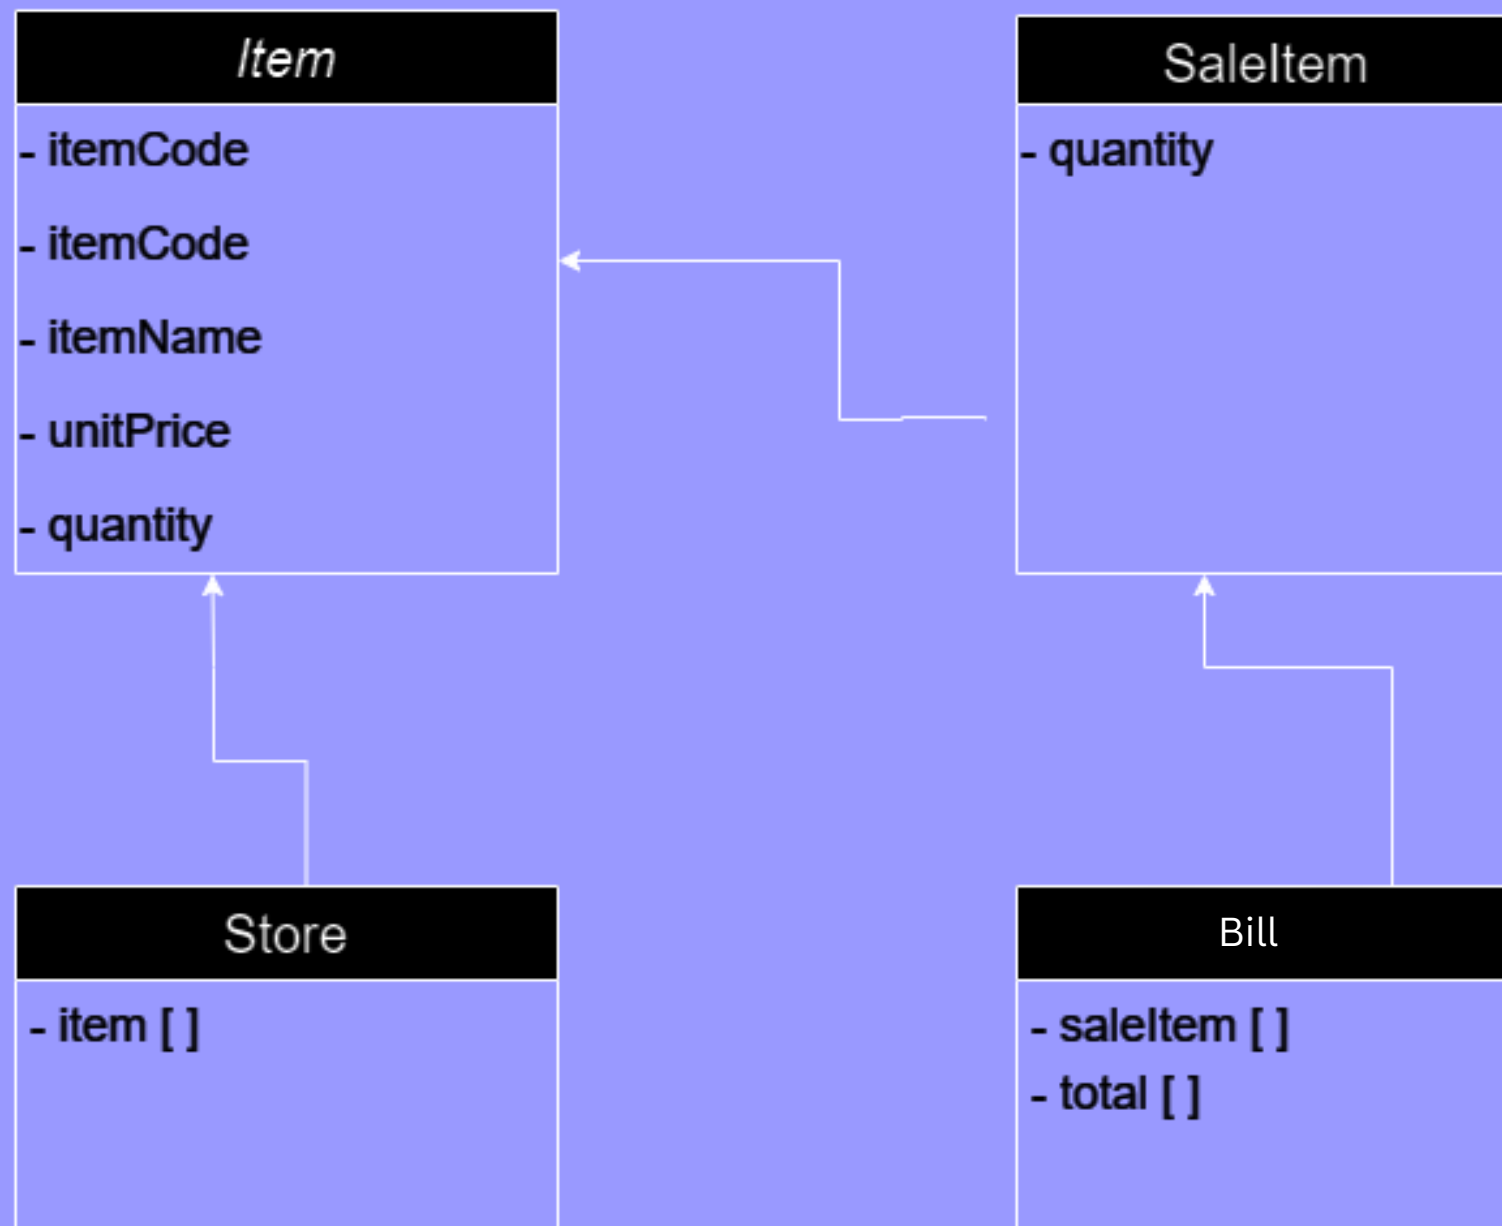 Item
- itemCode
- itemCode
- itemName
- unitPrice
- quantity
SaleItem
- quantity
Store
- item [ ]
Bill
- saleItem [ ]
- total [ ]